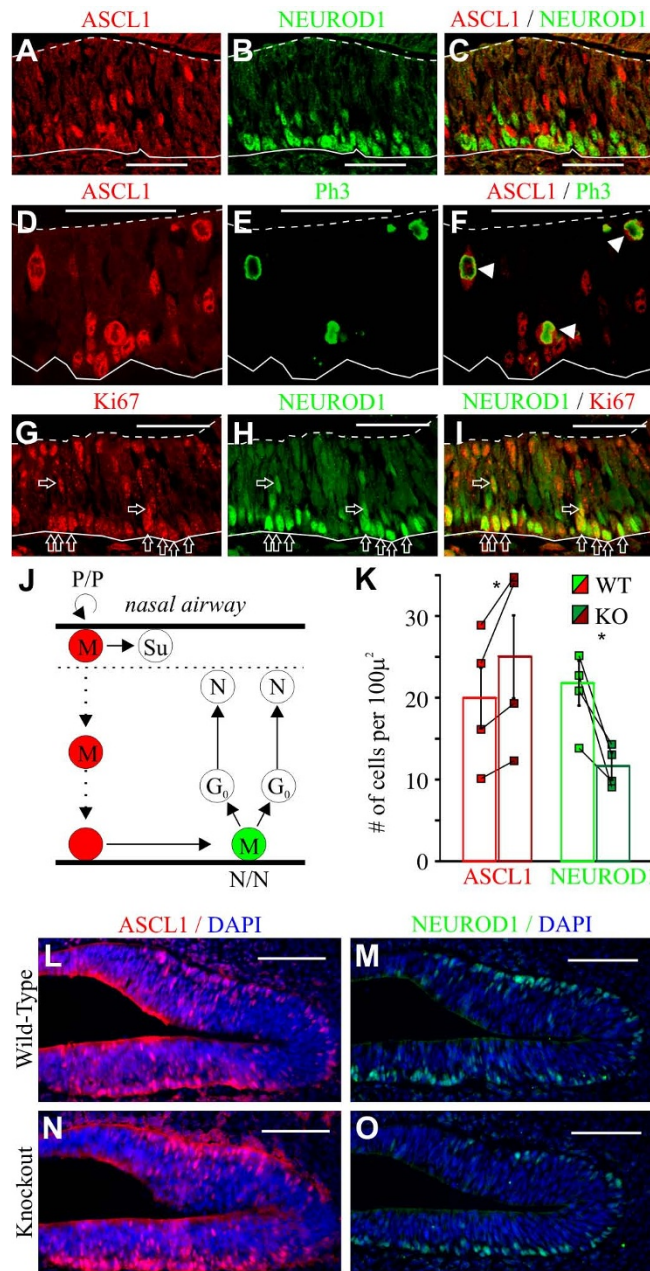 ASCL1 NEUROD1 ASCL1 / NEUROD1
A B C
ASCL1 Ph3 ASCL1 / Ph3
D E F
Ki67 NEUROD1 NEUROD1 / Ki67
G H I
J
P/P
nasal airway
M Su
N N
M
G₀ G₀
M
N/N
K
WT
KO
*
*
# of cells per 100µ²
30
20
10
0
ASCL1 NEUROD1
ASCL1 / DAPI NEUROD1 / DAPI
Wild-Type
L M
Knockout
N O